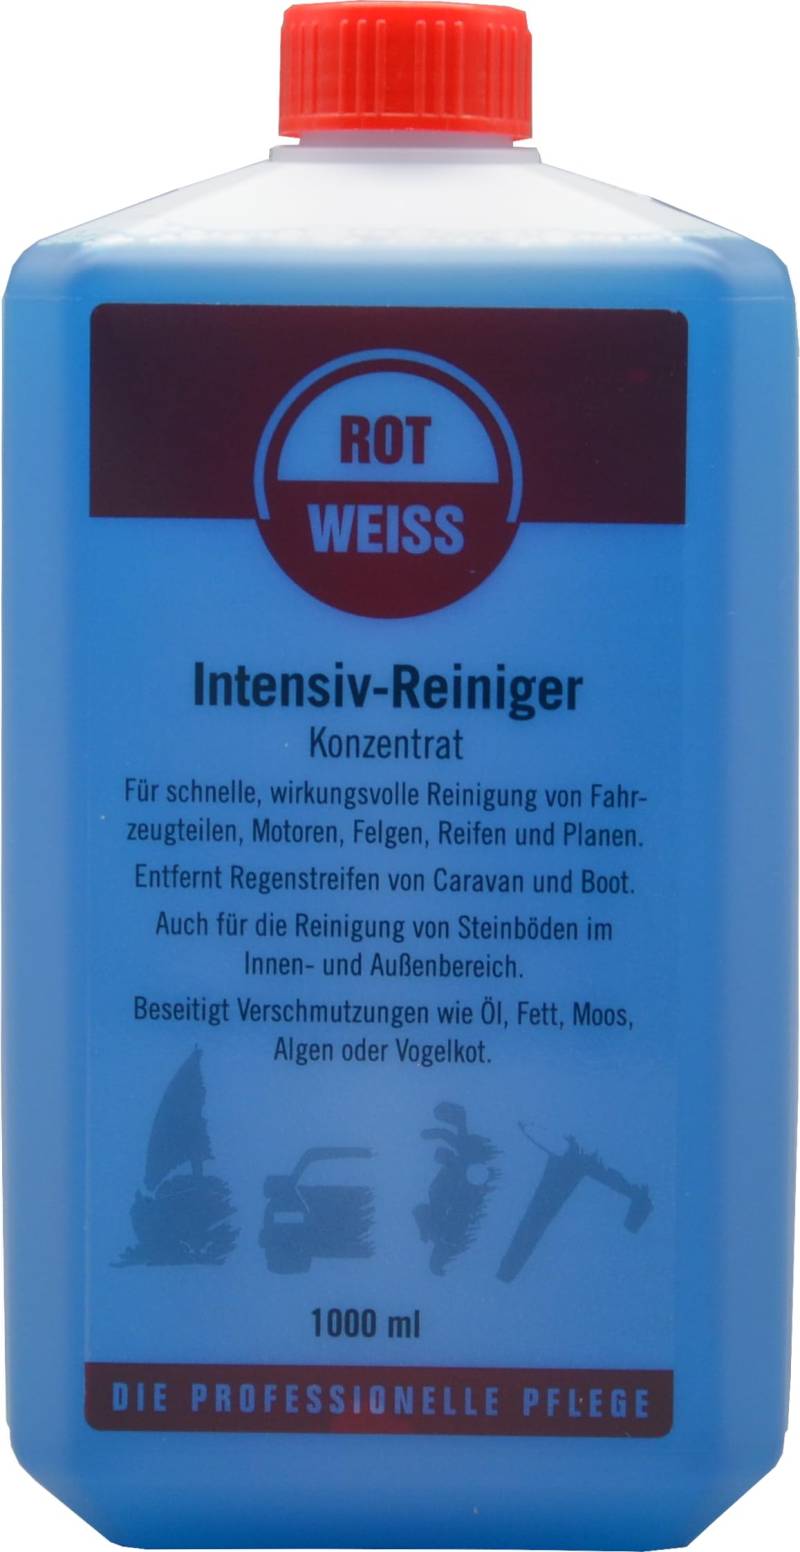 ROT
WEISS
Intensiv-Reiniger
Konzentrat
Für schnelle, wirkungsvolle Reinigung von Fahr-
zeugteilen, Motoren, Felgen, Reifen und Planen.
Entfernt Regenstreifen von Caravan und Boot.
Auch für die Reinigung von Steinböden im
Innen- und Außenbereich.
Beseitigt Verschmutzungen wie Öl, Fett, Moos,
Algen oder Vogelkot.
1000 ml
DIE PROFESSIONELLE PFLEGE